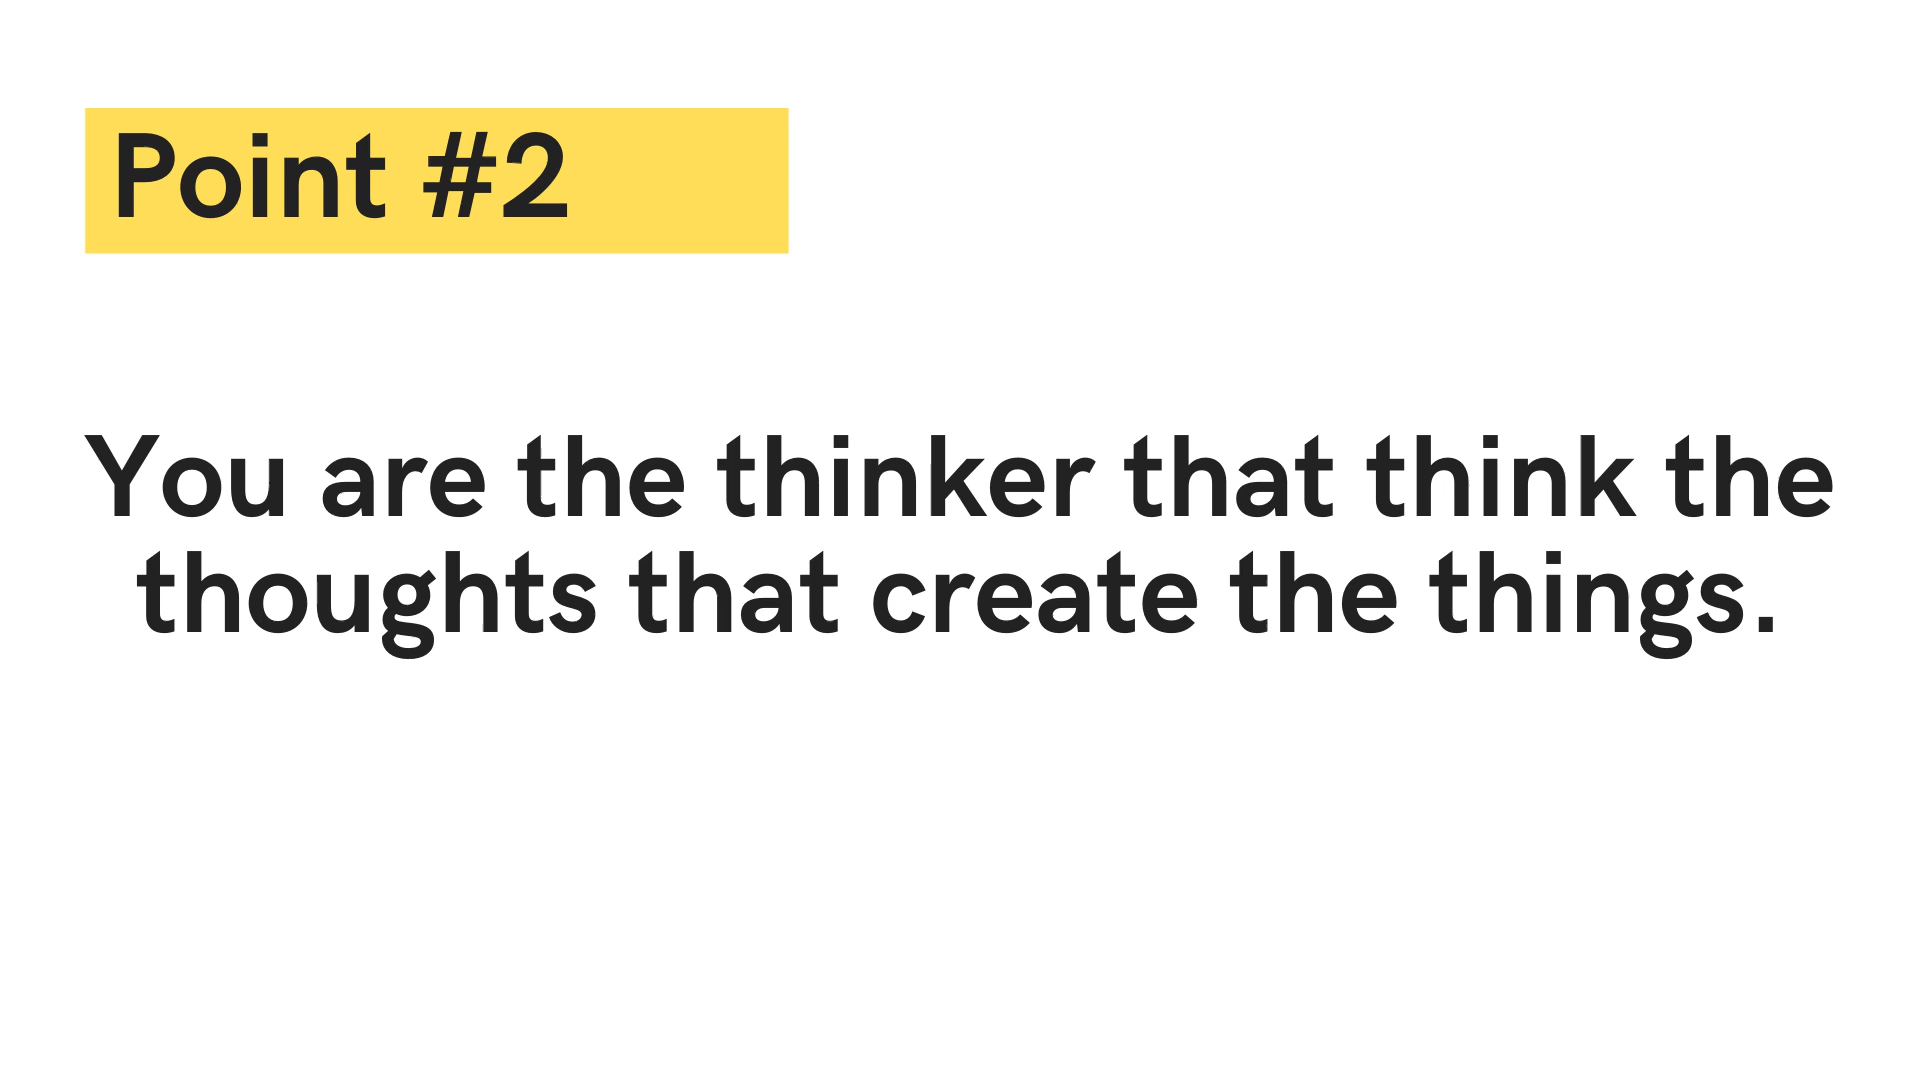 Point #2
You are the thinker that think the
thoughts that create the things.